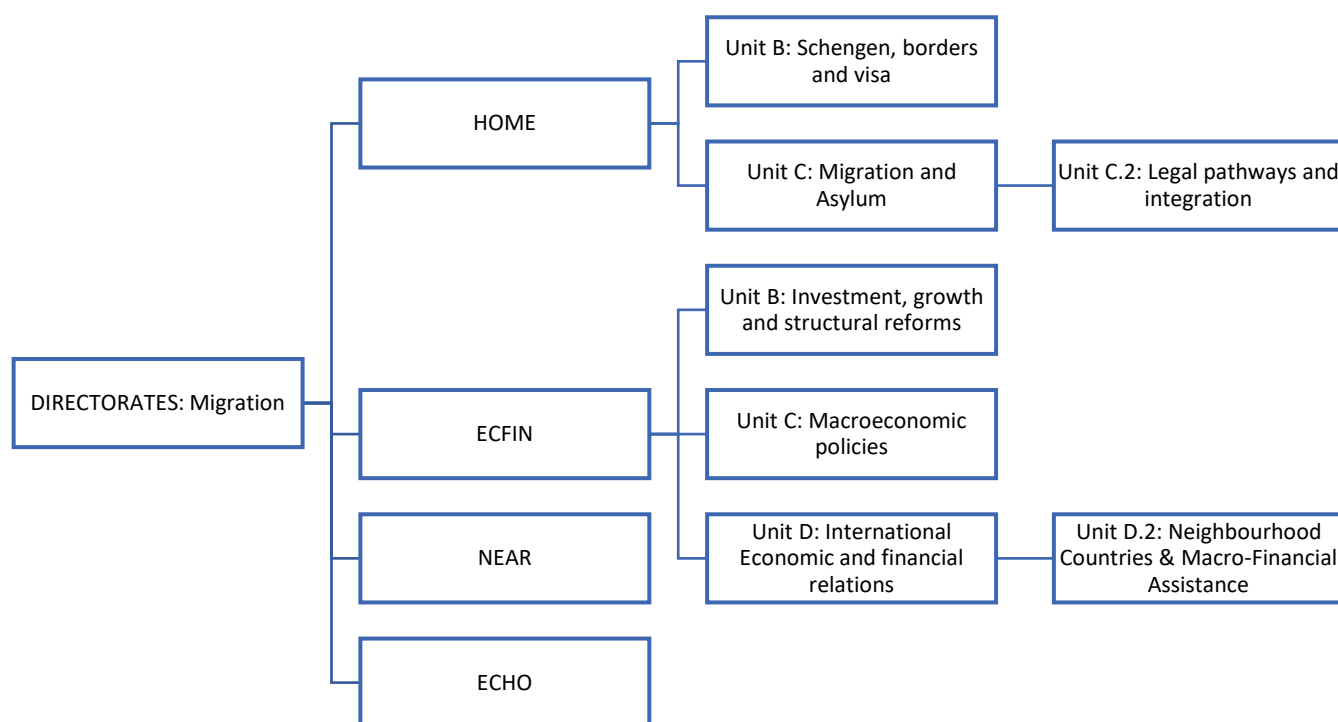 DIRECTORATES: Migration
HOME
Unit B: Schengen, borders
and visa
Unit C: Migration and
Asylum
Unit C.2: Legal pathways and
integration
ECFIN
Unit B: Investment, growth
and structural reforms
Unit C: Macroeconomic
policies
Unit D: International
Economic and financial
relations
Unit D.2: Neighbourhood
Countries & Macro-Financial
Assistance
NEAR
ECHO